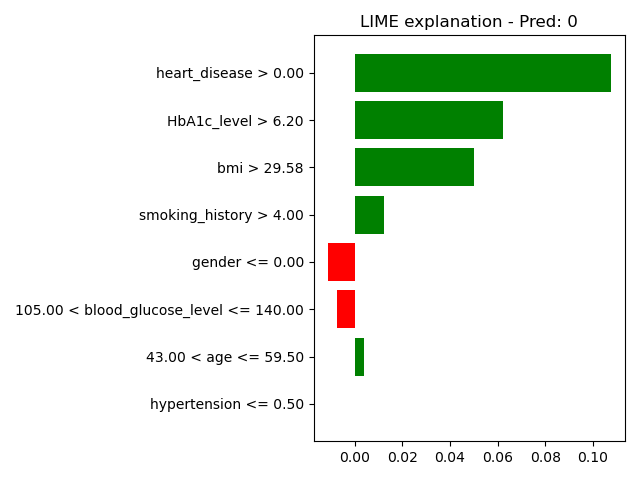 LIME explanation - Pred: 0
heart_disease > 0.00
HbA1c_level > 6.20
bmi > 29.58
smoking_history > 4.00
gender <= 0.00
105.00 < blood_glucose_level <= 140.00
43.00 < age <= 59.50
hypertension <= 0.50
0.00 0.02 0.04 0.06 0.08 0.10